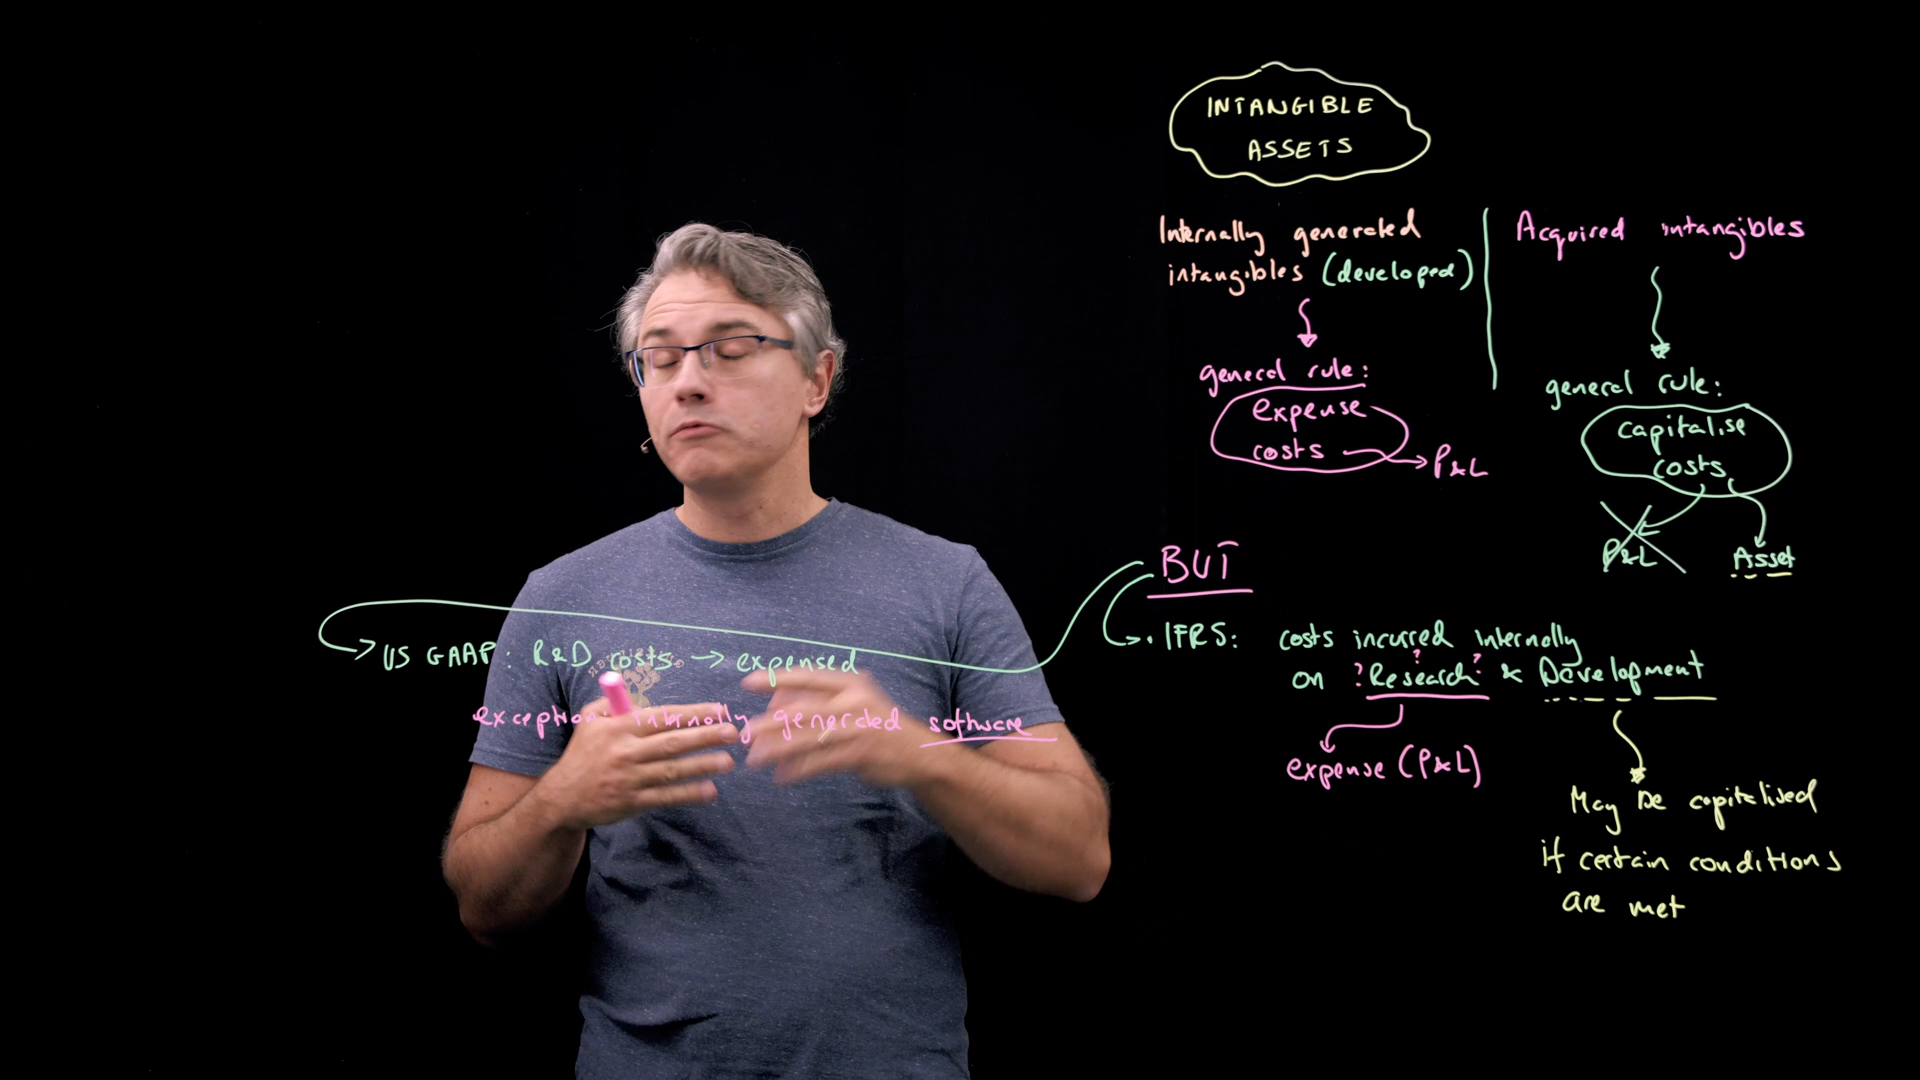 INTANGIBLE
ASSETS
Internally generated
intangibles (developed)
general rule:
expense
costs
P&L
Acquired intangibles
general rule:
capitalise
costs
P&L
Asset
BUT
IFRS: costs incurred internally
on ?Research? & Development
?
expense (P&L)
May be capitalised
if certain conditions
are met
US GAAP: R&D costs → expensed
exception: internally generated software